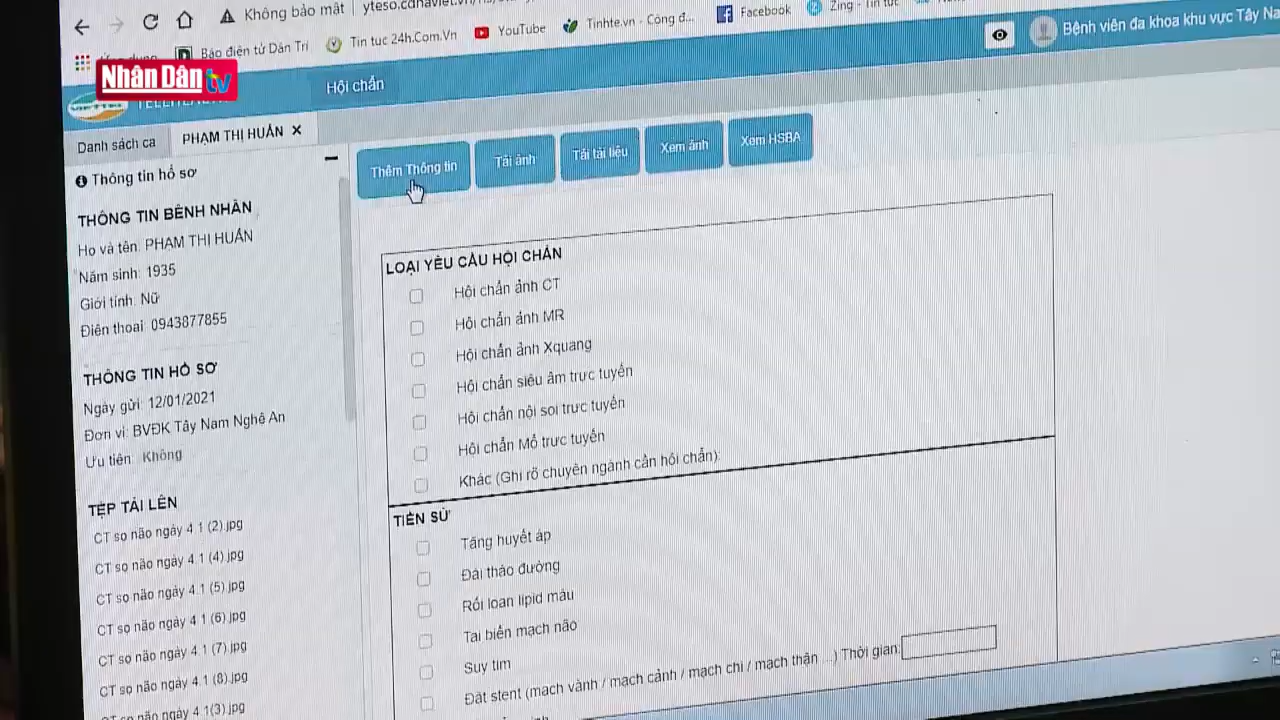 Không bảo mật | yteso.cdhaviet.vn/hs/
Báo điện tử Dân Trí
Tin tuc 24h.Com.Vn
YouTube
Tinhte.vn - Cộng đ...
Facebook
Zing - Tin tức
Nhân Dân tv
viettel
Hội chẩn
Bệnh viên đa khoa khu vực Tây Na
Danh sách ca
PHẠM THỊ HUẤN ×
Thông tin hồ sơ
THÔNG TIN BỆNH NHÂN
Họ và tên: PHẠM THỊ HUẤN
Năm sinh: 1935
Giới tính: Nữ
Điện thoại: 0943877855
THÔNG TIN HỒ SƠ
Ngày gửi: 12/01/2021
Đơn vị: BVĐK Tây Nam Nghệ An
Ưu tiên: Không
TỆP TẢI LÊN
CT sọ não ngày 4.1 (2).jpg
CT sọ não ngày 4.1 (4).jpg
CT sọ não ngày 4.1 (5).jpg
CT sọ não ngày 4.1 (6).jpg
CT sọ não ngày 4.1 (7).jpg
CT sọ não ngày 4.1 (8).jpg
CT sọ não ngày 4.1(3).jpg
Thêm Thông tin
Tải ảnh
Tải tài liệu
Xem ảnh
Xem HSBA
LOẠI YÊU CẦU HỘI CHẨN
Hội chẩn ảnh CT
Hội chẩn ảnh MR
Hội chẩn ảnh Xquang
Hội chẩn siêu âm trực tuyến
Hội chẩn nội soi trực tuyến
Hội chẩn Mổ trực tuyến
Khác (Ghi rõ chuyên ngành cần hội chẩn):
TIỀN SỬ
Tăng huyết áp
Đái tháo đường
Rối loạn lipid máu
Tai biến mạch não
Suy tim
Đặt stent (mạch vành / mạch cảnh / mạch chi / mạch thận ...) Thời gian: